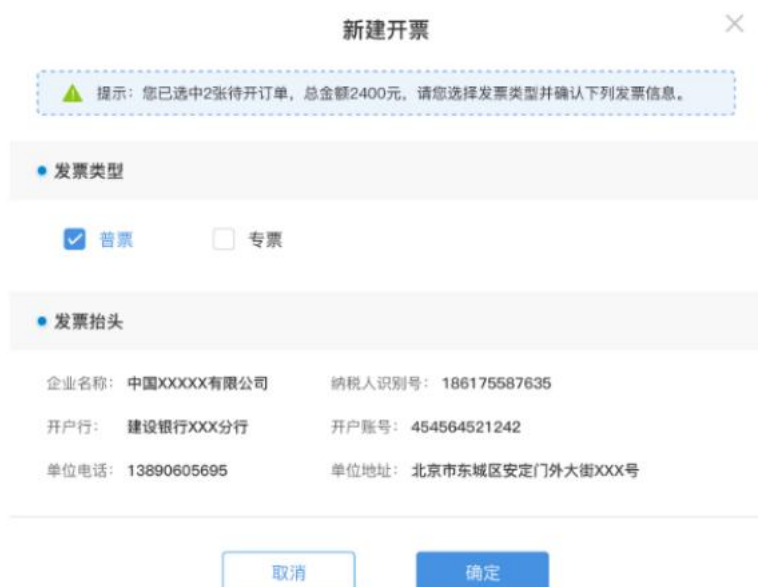 新建开票
提示：您已选中2张待开订单，总金额2400元，请您选择发票类型并确认下列发票信息。
发票类型
普票 专票
发票抬头
企业名称： 中国XXXXX有限公司 纳税人识别号： 186175587635
开户行： 建设银行XXX分行 开户账号： 454564521242
单位电话： 13890605695 单位地址： 北京市东城区安定门外大街XXX号
取消 确定